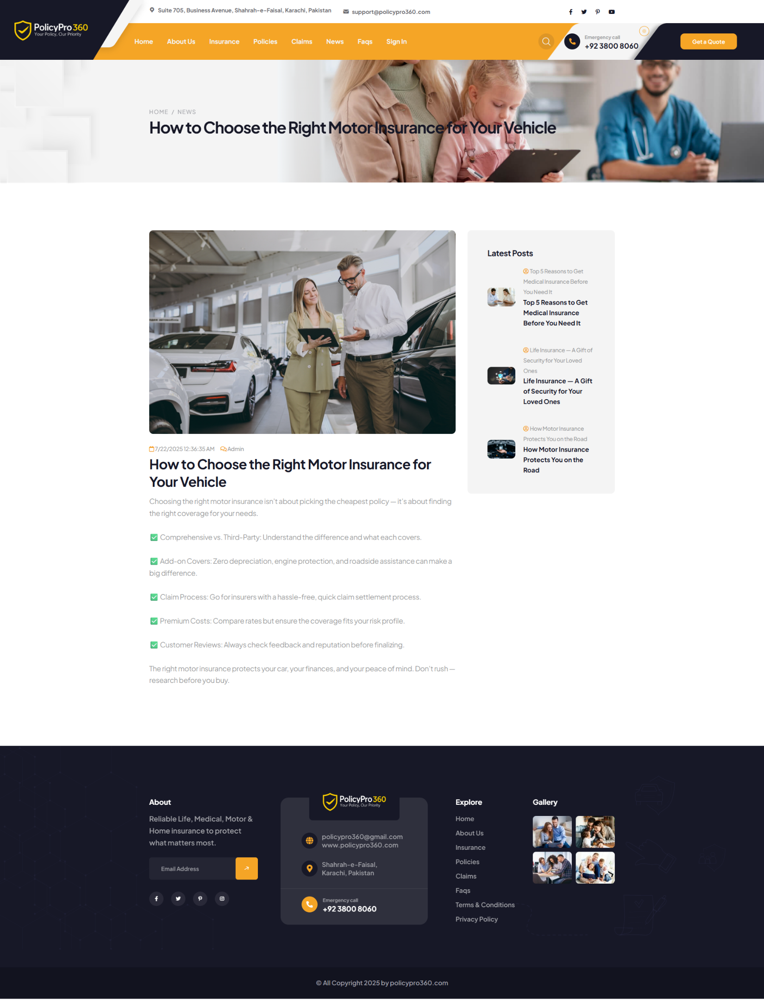 PolicyPro 360
Your Policy, Our Priority
Suite 705, Business Avenue, Shahrah-e-Faisal, Karachi, Pakistan
support@policypro360.com
Home
About Us
Insurance
Policies
Claims
News
Faqs
Sign In
Emergency call
+92 3800 8060
Get a Quote
HOME / NEWS
How to Choose the Right Motor Insurance for Your Vehicle
7/22/2025 12:36:35 AM Admin
How to Choose the Right Motor Insurance for
Your Vehicle
Choosing the right motor insurance isn't about picking the cheapest policy — it's about finding
the right coverage for your needs.
✅ Comprehensive vs. Third-Party: Understand the difference and what each covers.
✅ Add-on Covers: Zero depreciation, engine protection, and roadside assistance can make a
big difference.
✅ Claim Process: Go for insurers with a hassle-free, quick claim settlement process.
✅ Premium Costs: Compare rates but ensure the coverage fits your risk profile.
✅ Customer Reviews: Always check feedback and reputation before finalizing.
The right motor insurance protects your car, your finances, and your peace of mind. Don't rush —
research before you buy.
Latest Posts
Top 5 Reasons to Get
Medical Insurance Before
You Need It
Top 5 Reasons to Get
Medical Insurance
Before You Need It
Life Insurance — A Gift of
Security for Your Loved
Ones
Life Insurance — A Gift
of Security for Your
Loved Ones
How Motor Insurance
Protects You on the Road
How Motor Insurance
Protects You on the
Road
About
Reliable Life, Medical, Motor &
Home insurance to protect
what matters most.
Email Address
PolicyPro 360
Your Policy, Our Priority
policypro360@gmail.com
www.policypro360.com
Shahrah-e-Faisal,
Karachi, Pakistan
Emergency call
+92 3800 8060
Explore
Home
About Us
Insurance
Policies
Claims
Faqs
Terms & Conditions
Privacy Policy
Gallery
© All Copyright 2025 by policypro360.com